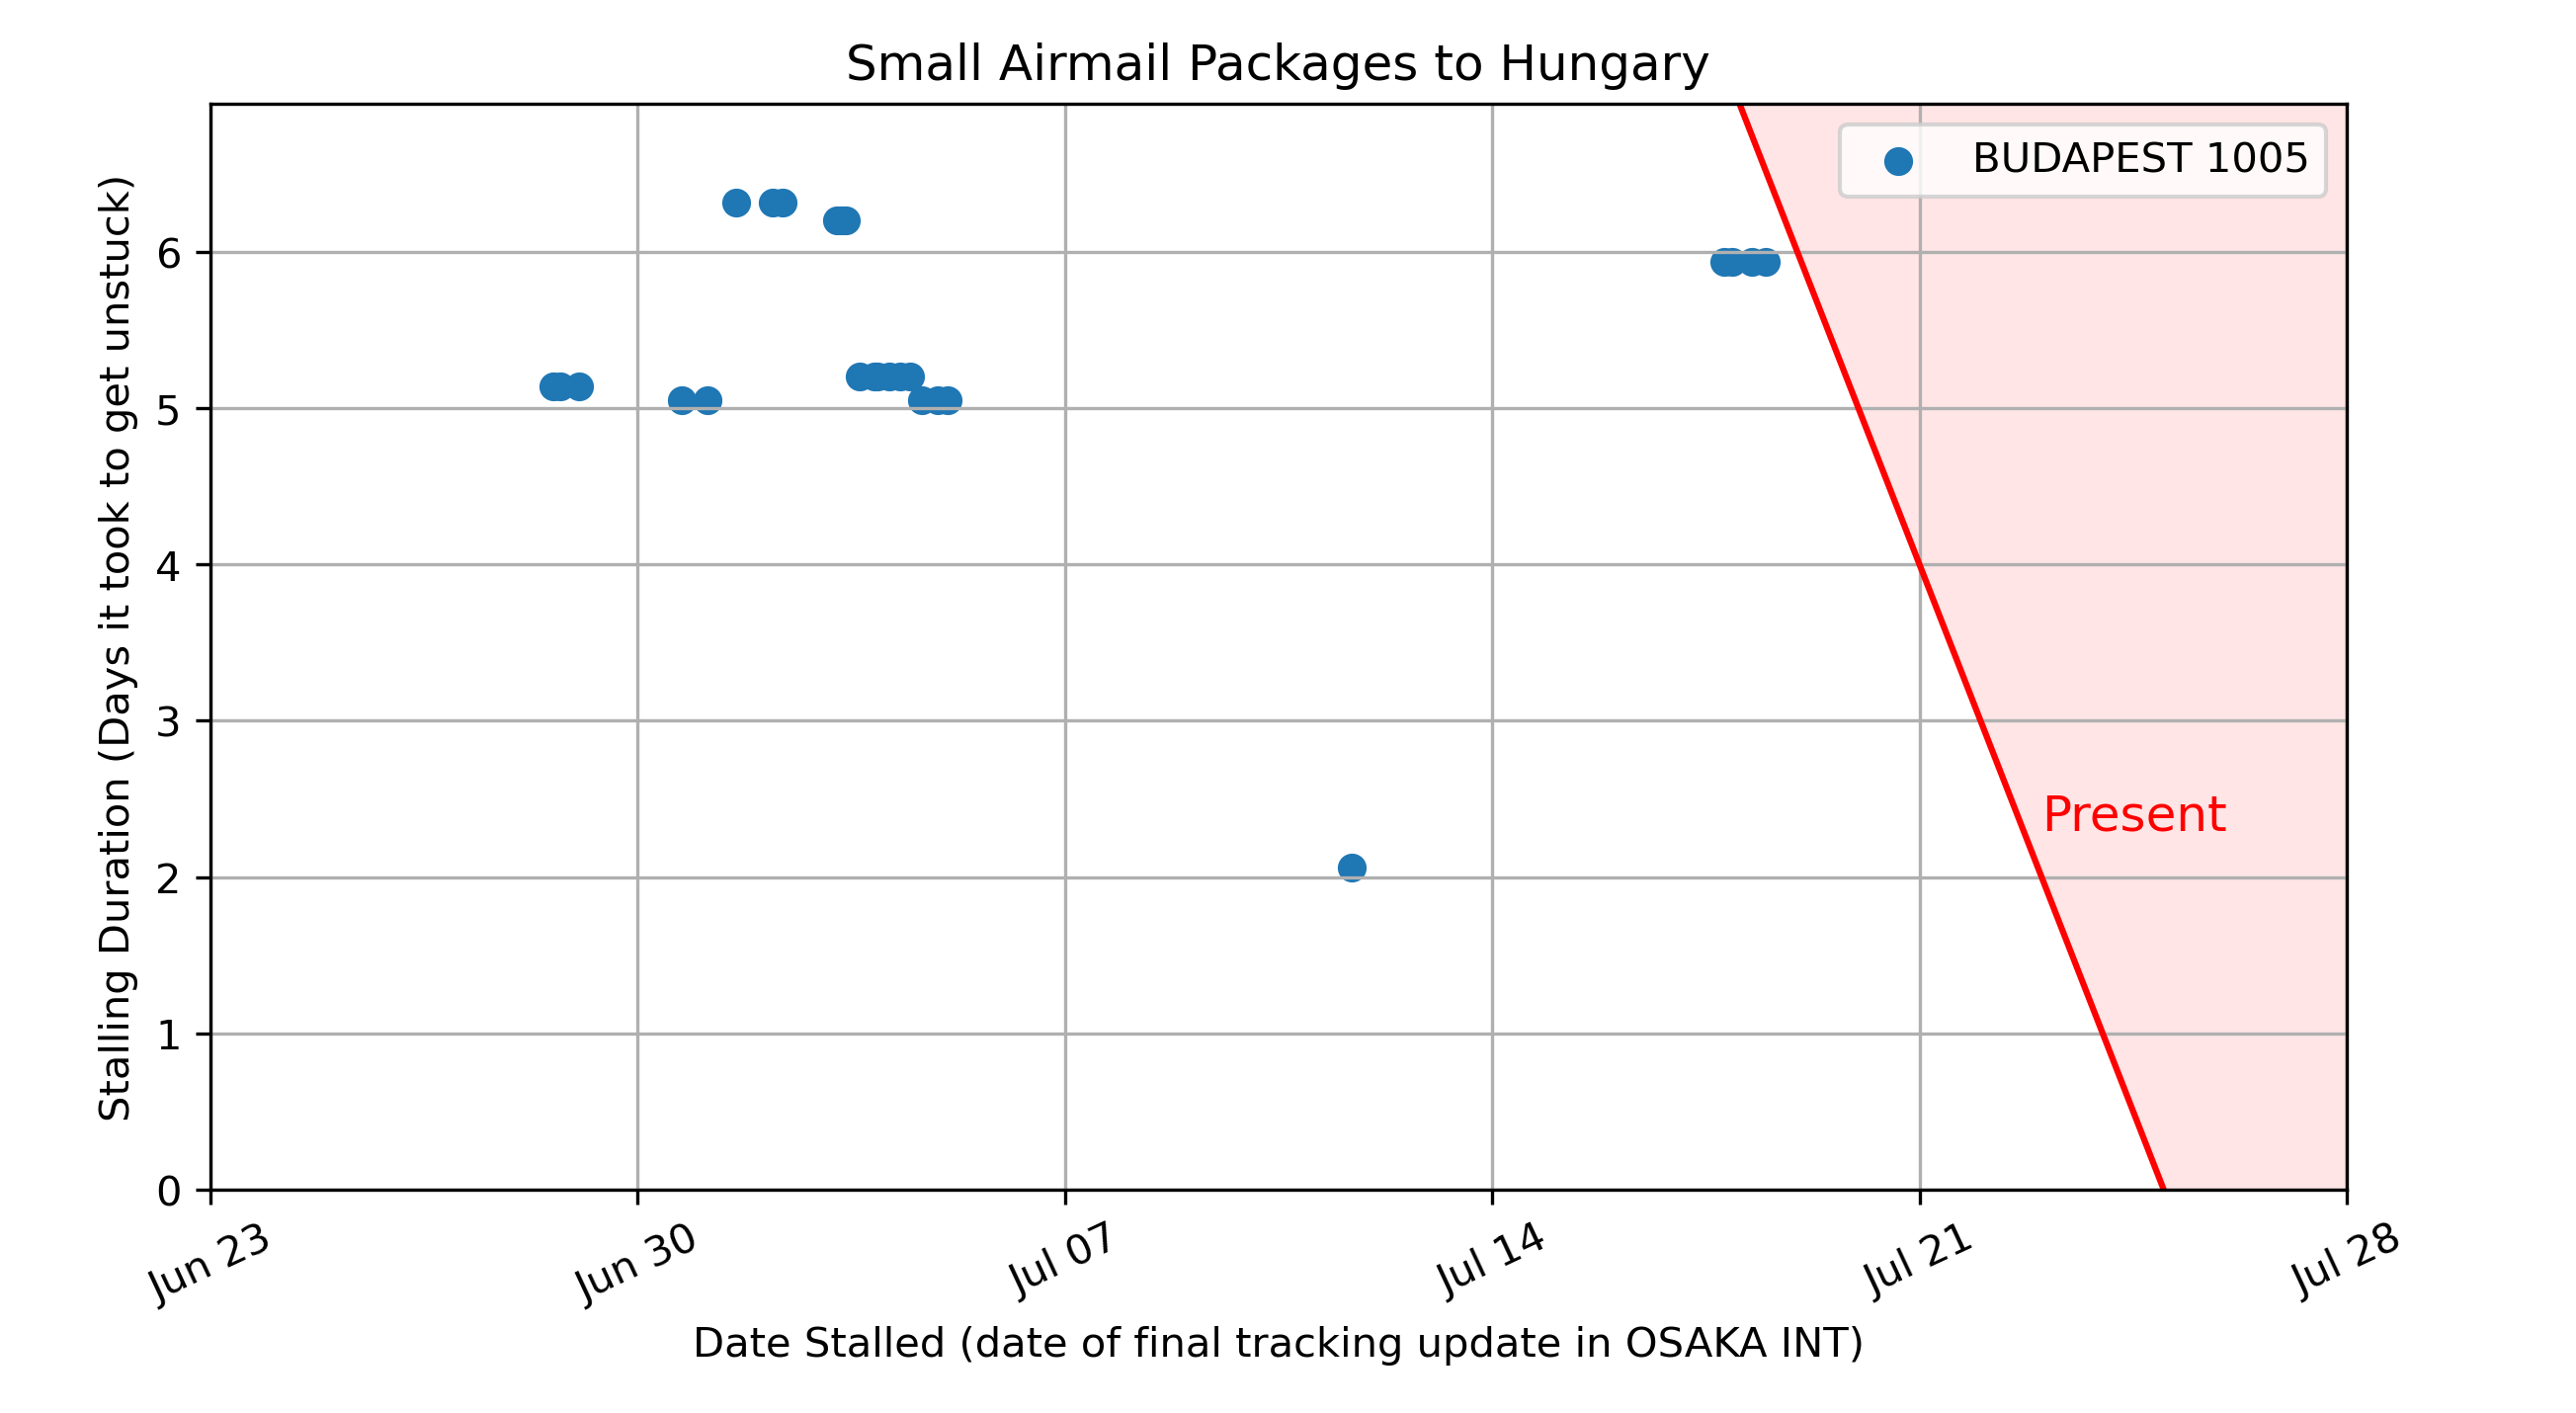 Small Airmail Packages to Hungary
BUDAPEST 1005
Stalling Duration (Days it took to get unstuck)
6
5
4
3
2
1
0
Present
Jun 23
Jun 30
Jul 07
Jul 14
Jul 21
Jul 28
Date Stalled (date of final tracking update in OSAKA INT)